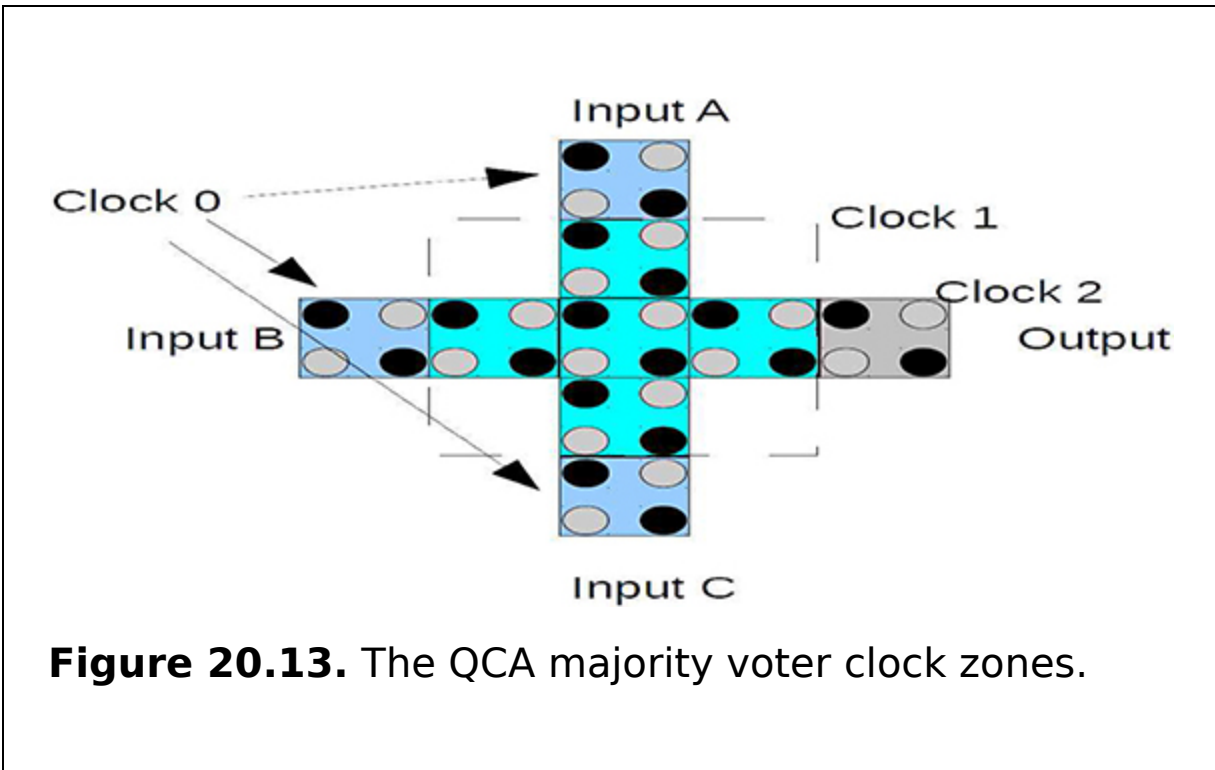 Input A
Clock 0
Clock 1
Clock 2
Input B
Output
Input C
Figure 20.13. The QCA majority voter clock zones.